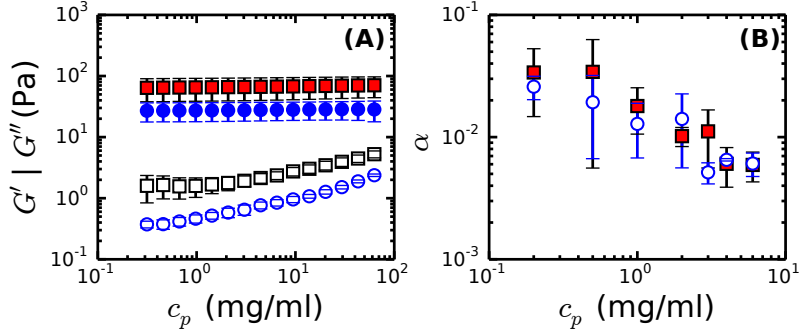 (A)
G′ | G″ (Pa)
10³
10²
10¹
10⁰
10⁻¹
10⁻¹ 10⁰ 10¹ 10²
c_p (mg/ml)
(B)
α
10⁻¹
10⁻²
10⁻³
10⁻¹ 10⁰ 10¹
c_p (mg/ml)